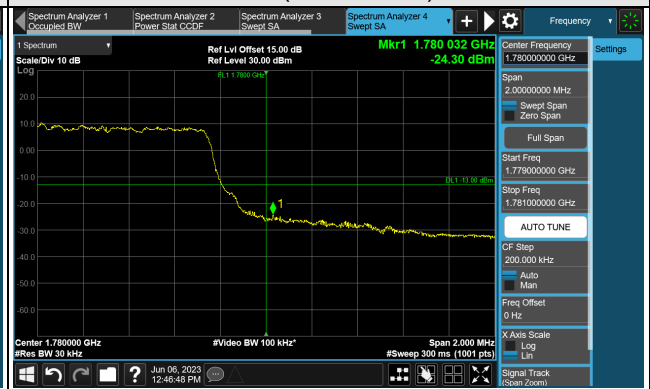 Spectrum Analyzer 1
Occupied BW
Spectrum Analyzer 2
Power Stat CCDF
Spectrum Analyzer 3
Swept SA
Spectrum Analyzer 4
Swept SA
Frequency
1 Spectrum
Scale/Div 10 dB
Log
Ref Lvl Offset 15.00 dB
Ref Level 30.00 dBm
Mkr1 1.780 032 GHz
-24.30 dBm
FL1 1.7800 GHz
20.0
10.0
0.00
-10.0
-20.0
-30.0
-40.0
-50.0
-60.0
DL1 -13.00 dBm
1
Center 1.780000 GHz
#Res BW 30 kHz
#Video BW 100 kHz*
Span 2.000 MHz
#Sweep 300 ms (1001 pts)
Center Frequency
1.780000000 GHz
Settings
Span
2.00000000 MHz
Swept Span
Zero Span
Full Span
Start Freq
1.779000000 GHz
Stop Freq
1.781000000 GHz
AUTO TUNE
CF Step
200.000 kHz
Auto
Man
Freq Offset
0 Hz
X Axis Scale
Log
Lin
Signal Track
(Span Zoom)
?
Jun 06, 2023
12:46:46 PM